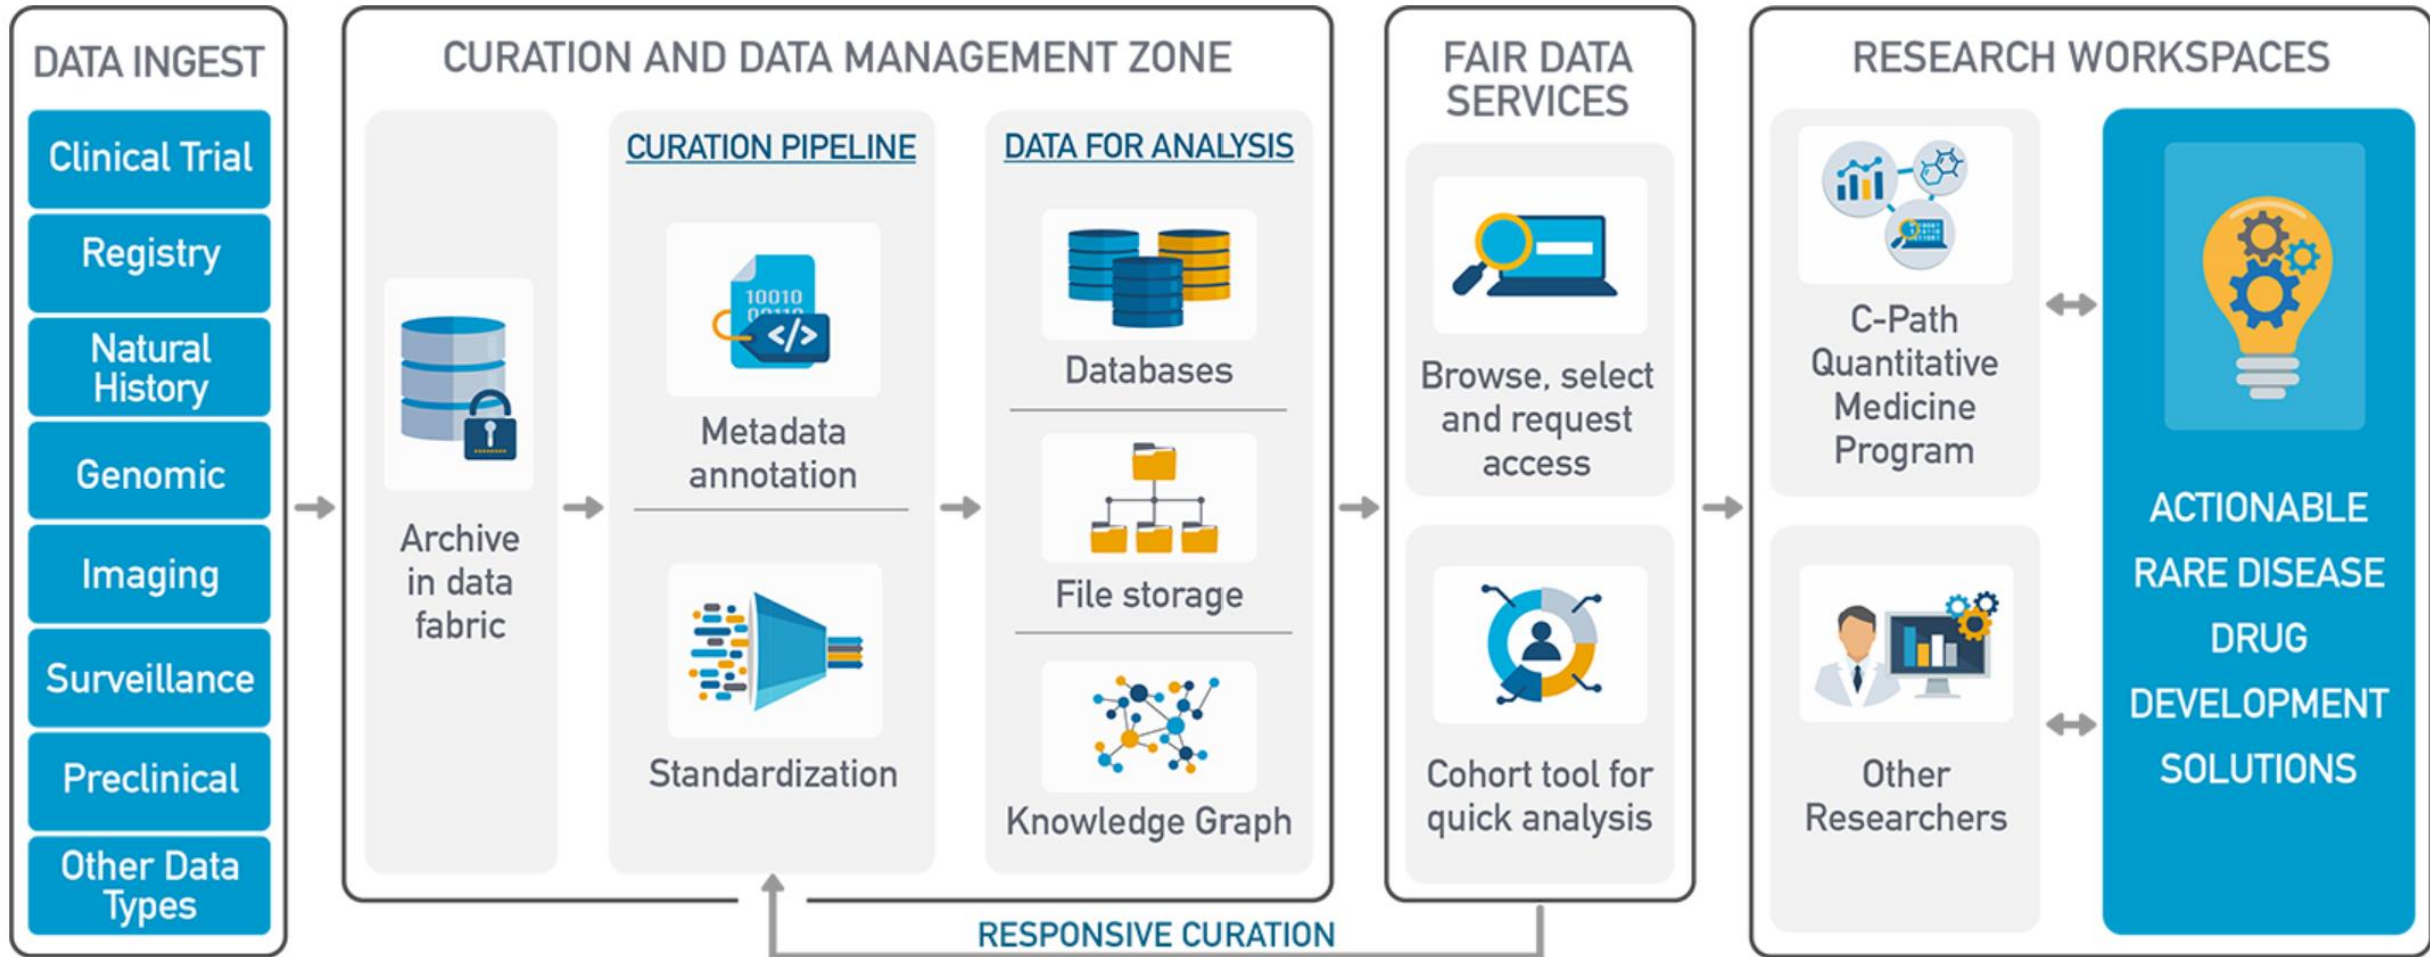 DATA INGEST
Clinical Trial
Registry
Natural
History
Genomic
Imaging
Surveillance
Preclinical
Other Data
Types
CURATION AND DATA MANAGEMENT ZONE
Archive
in data
fabric
CURATION PIPELINE
10010
00110
</>
Metadata
annotation
Standardization
DATA FOR ANALYSIS
Databases
File storage
Knowledge Graph
FAIR DATA
SERVICES
Browse, select
and request
access
Cohort tool for
quick analysis
RESPONSIVE CURATION
RESEARCH WORKSPACES
C-Path
Quantitative
Medicine
Program
Other
Researchers
ACTIONABLE
RARE DISEASE
DRUG
DEVELOPMENT
SOLUTIONS